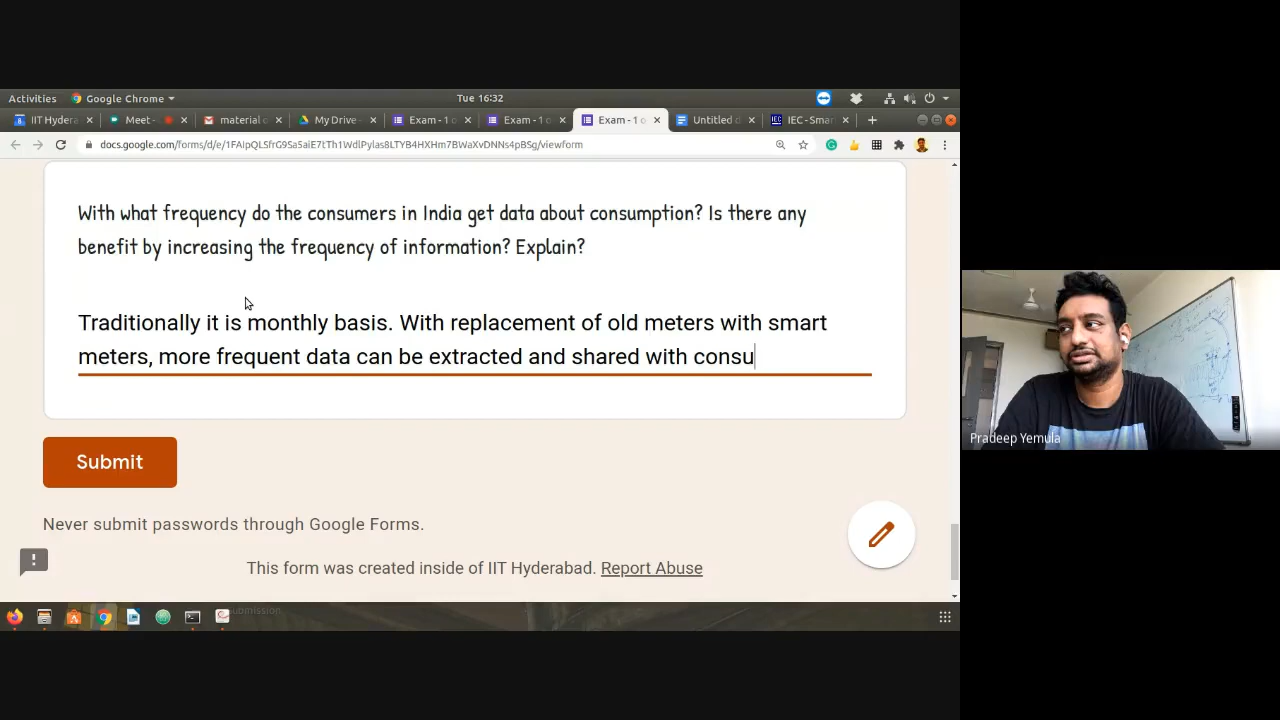 Activities Google Chrome Tue 16:32
IIT Hydera Meet - material My Drive - Exam - 1 o Exam - 1 o Exam - 1 o Untitled d IEC - Smar
docs.google.com/forms/d/e/1FAIpQLSfrG9Sa5aiE7tTh1WdlPylas8LTYB4HXHm7BWaXvDNNs4pBSg/viewform
With what frequency do the consumers in India get data about consumption? Is there any
benefit by increasing the frequency of information? Explain?
Traditionally it is monthly basis. With replacement of old meters with smart
meters, more frequent data can be extracted and shared with consu
Submit
Never submit passwords through Google Forms.
This form was created inside of IIT Hyderabad. Report Abuse
Pradeep Yemula